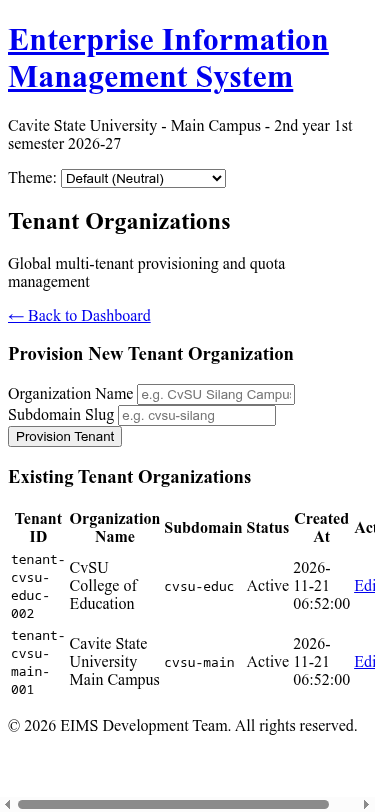 Enterprise Information
Management System
Cavite State University - Main Campus - 2nd year 1st
semester 2026-27
Theme: Default (Neutral)
Tenant Organizations
Global multi-tenant provisioning and quota
management
← Back to Dashboard
Provision New Tenant Organization
Organization Name e.g. CvSU Silang Campus
Subdomain Slug e.g. cvsu-silang
Provision Tenant
Existing Tenant Organizations
Tenant ID Organization Name Subdomain Status Created At
tenant-cvsu-educ-002 CvSU College of Education cvsu-educ Active 2026-11-21 06:52:00
tenant-cvsu-main-001 Cavite State University Main Campus cvsu-main Active 2026-11-21 06:52:00
© 2026 EIMS Development Team. All rights reserved.